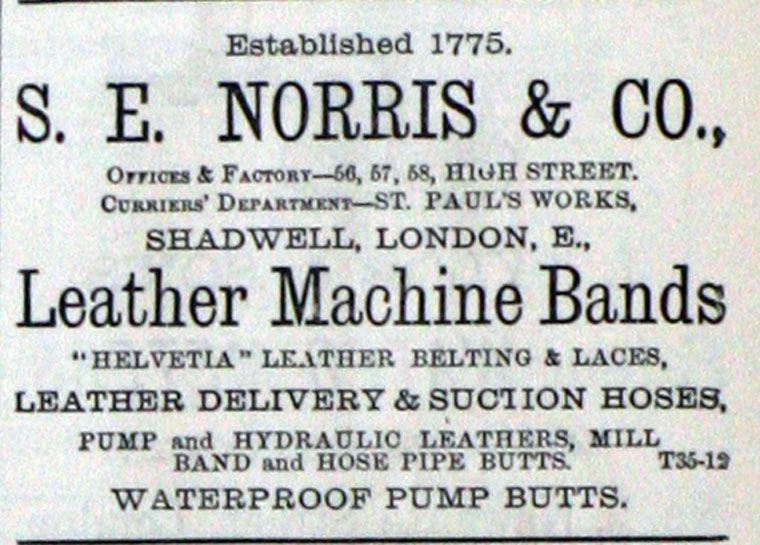 Established 1775.
S. E. NORRIS & CO.,
OFFICES & FACTORY—56, 57, 58, HIGH STREET.
CURRIERS' DEPARTMENT—ST. PAUL'S WORKS,
SHADWELL, LONDON, E.,
Leather Machine Bands
"HELVETIA" LEATHER BELTING & LACES,
LEATHER DELIVERY & SUCTION HOSES,
PUMP and HYDRAULIC LEATHERS, MILL
BAND and HOSE PIPE BUTTS. T35-12
WATERPROOF PUMP BUTTS.